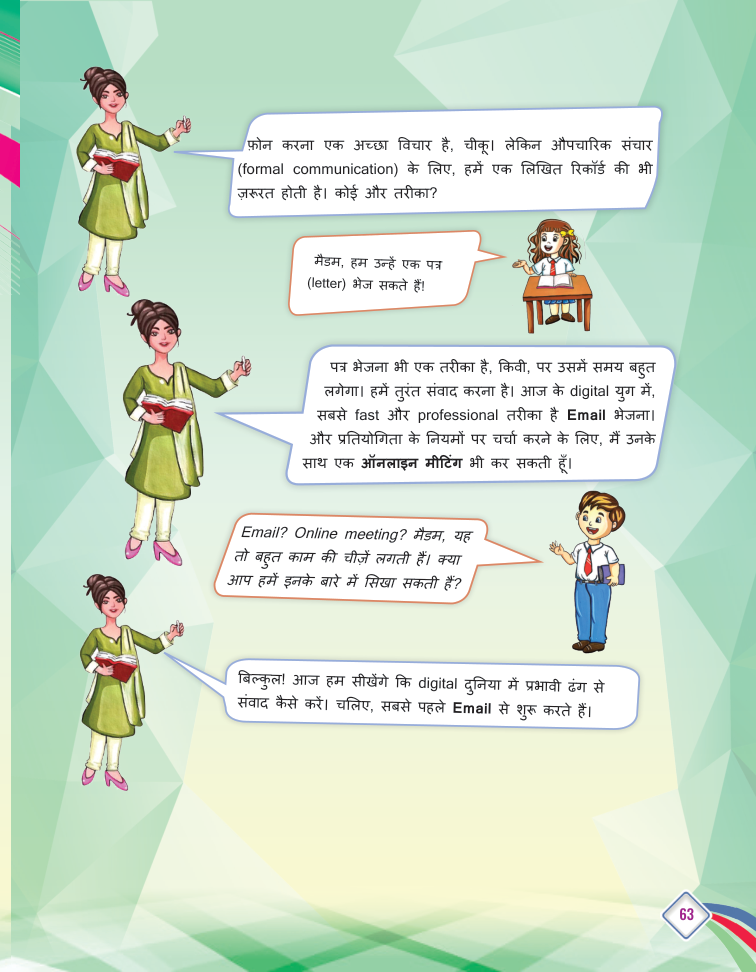 फ़ोन करना एक अच्छा विचार है, चीकू। लेकिन औपचारिक संचार
(formal communication) के लिए, हमें एक लिखित रिकॉर्ड की भी
ज़रूरत होती है। कोई और तरीका?
मैडम, हम उन्हें एक पत्र
(letter) भेज सकते हैं!
पत्र भेजना भी एक तरीका है, किवी, पर उसमें समय बहुत
लगेगा। हमें तुरंत संवाद करना है। आज के digital युग में,
सबसे fast और professional तरीका है Email भेजना।
और प्रतियोगिता के नियमों पर चर्चा करने के लिए, मैं उनके
साथ एक ऑनलाइन मीटिंग भी कर सकती हूँ।
Email? Online meeting? मैडम, यह
तो बहुत काम की चीज़ें लगती हैं। क्या
आप हमें इनके बारे में सिखा सकती हैं?
बिल्कुल! आज हम सीखेंगे कि digital दुनिया में प्रभावी ढंग से
संवाद कैसे करें। चलिए, सबसे पहले Email से शुरू करते हैं।
63